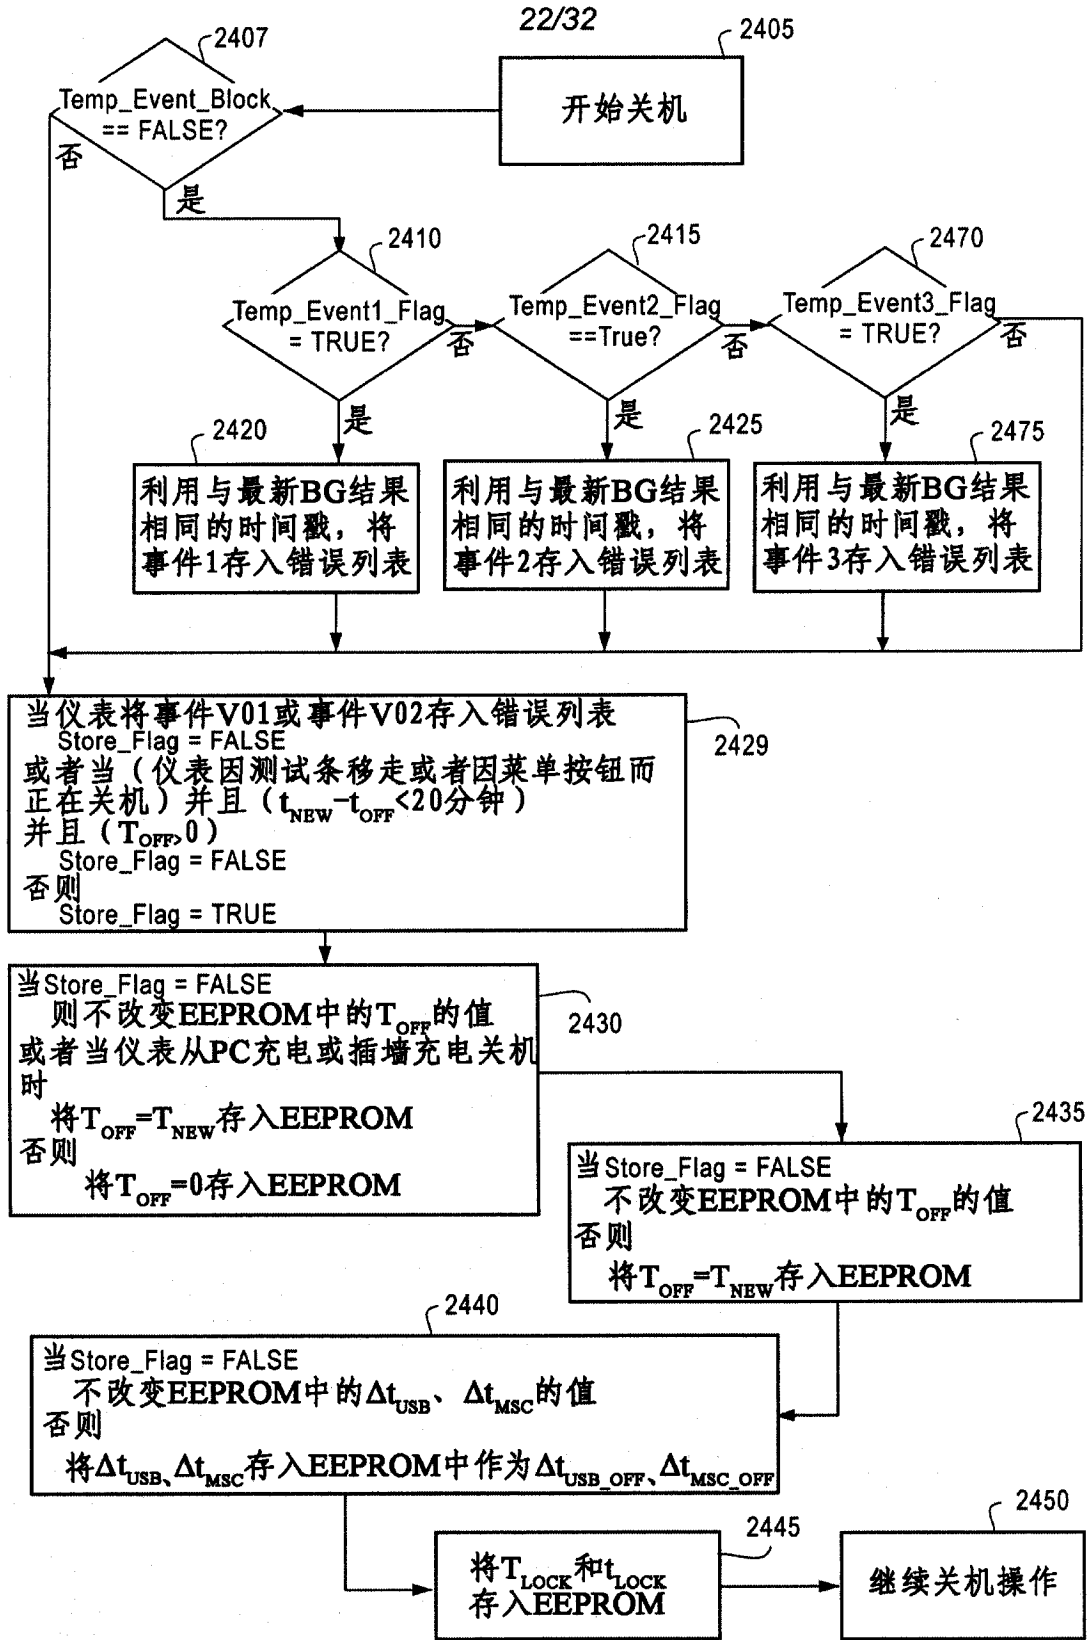 22/32
2405
开始关机
2407
Temp_Event_Block
== FALSE?
否
是
2410
Temp_Event1_Flag
= TRUE?
否
是
2415
Temp_Event2_Flag
==True?
否
是
2470
Temp_Event3_Flag
= TRUE?
否
是
2420
利用与最新BG结果
相同的时间戳，将
事件1存入错误列表
2425
利用与最新BG结果
相同的时间戳，将
事件2存入错误列表
2475
利用与最新BG结果
相同的时间戳，将
事件3存入错误列表
2429
当仪表将事件V01或事件V02存入错误列表
Store_Flag = FALSE
或者当（仪表因测试条移走或者因菜单按钮而
正在关机）并且（tNEW-tOFF<20分钟）
并且（TOFF>0）
Store_Flag = FALSE
否则
Store_Flag = TRUE
2430
当Store_Flag = FALSE
则不改变EEPROM中的TOFF的值
或者当仪表从PC充电或插墙充电关机
时
将TOFF=TNEW存入EEPROM
否则
将TOFF=0存入EEPROM
2435
当Store_Flag = FALSE
不改变EEPROM中的TOFF的值
否则
将TOFF=TNEW存入EEPROM
2440
当Store_Flag = FALSE
不改变EEPROM中的ΔtUSB、ΔtMSC的值
否则
将ΔtUSB、ΔtMSC存入EEPROM中作为ΔtUSB_OFF、ΔtMSC_OFF
2445
将TLOCK和tLOCK
存入EEPROM
2450
继续关机操作